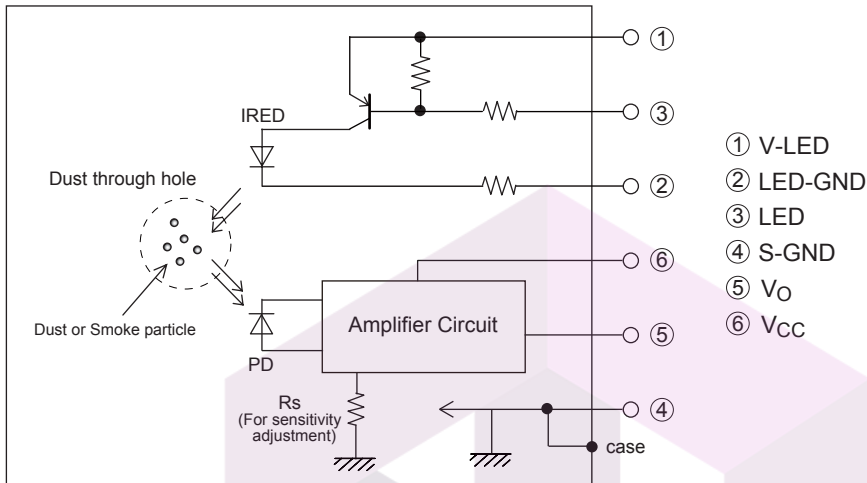 ①
IRED
③
① V-LED
Dust through hole
②
② LED-GND
③ LED
⑥
④ S-GND
Amplifier Circuit
⑤ VO
Dust or Smoke particle
⑤
⑥ VCC
PD
Rs
(For sensitivity
adjustment)
④
case